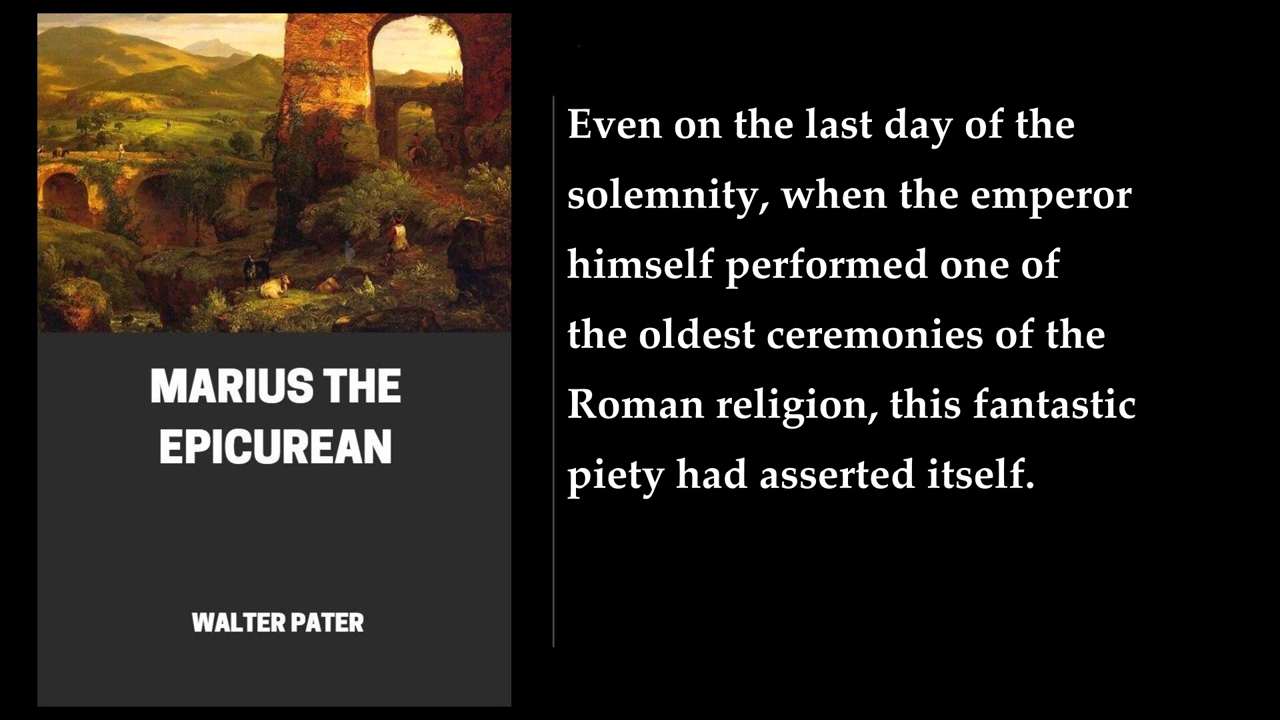 MARIUS THE
EPICUREAN
WALTER PATER
Even on the last day of the
solemnity, when the emperor
himself performed one of
the oldest ceremonies of the
Roman religion, this fantastic
piety had asserted itself.